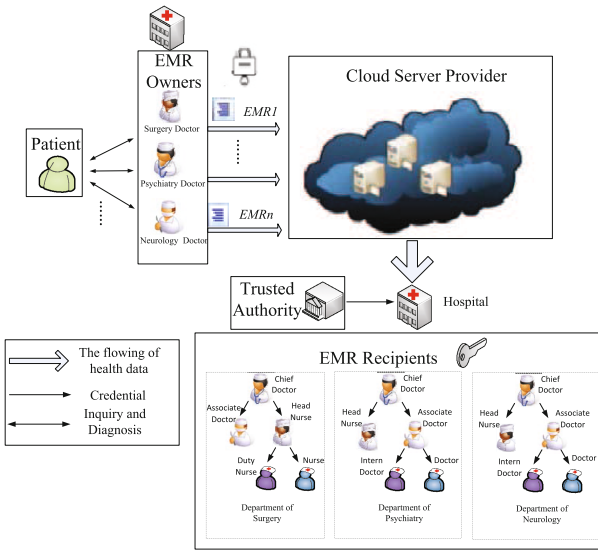 EMR
Owners
Surgery Doctor
Psychiatry Doctor
Neurology Doctor
Patient
EMR1
EMRn
Cloud Server Provider
Trusted
Authority
Hospital
The flowing of
health data
Credential
Inquiry and
Diagnosis
EMR Recipients
Chief
Doctor
Associate
Doctor
Head
Nurse
Duty
Nurse
Nurse
Department of
Surgery
Chief
Doctor
Head
Nurse
Associate
Doctor
Intern
Doctor
Doctor
Department of
Psychiatry
Chief
Doctor
Head
Nurse
Associate
Doctor
Intern
Doctor
Doctor
Department of
Neurology